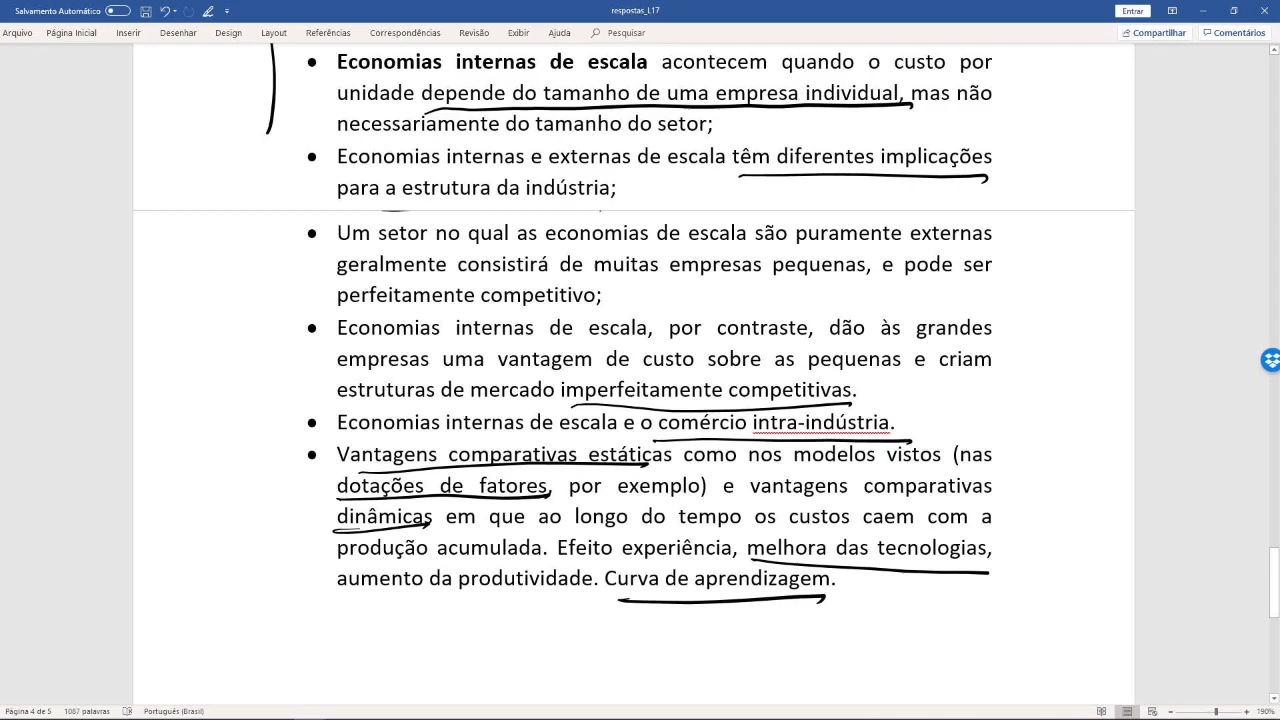 Salvamento Automático
respostas_L17
Entrar
Arquivo Página Inicial Inserir Desenhar Design Layout Referências Correspondências Revisão Exibir Ajuda Pesquisar
Compartilhar Comentários
• Economias internas de escala acontecem quando o custo por
unidade depende do tamanho de uma empresa individual, mas não
necessariamente do tamanho do setor;
• Economias internas e externas de escala têm diferentes implicações
para a estrutura da indústria;
• Um setor no qual as economias de escala são puramente externas
geralmente consistirá de muitas empresas pequenas, e pode ser
perfeitamente competitivo;
• Economias internas de escala, por contraste, dão às grandes
empresas uma vantagem de custo sobre as pequenas e criam
estruturas de mercado imperfeitamente competitivas.
• Economias internas de escala e o comércio intra-indústria.
• Vantagens comparativas estáticas como nos modelos vistos (nas
dotações de fatores, por exemplo) e vantagens comparativas
dinâmicas em que ao longo do tempo os custos caem com a
produção acumulada. Efeito experiência, melhora das tecnologias,
aumento da produtividade. Curva de aprendizagem.
Página 4 de 5 1087 palavras Português (Brasil)
190%